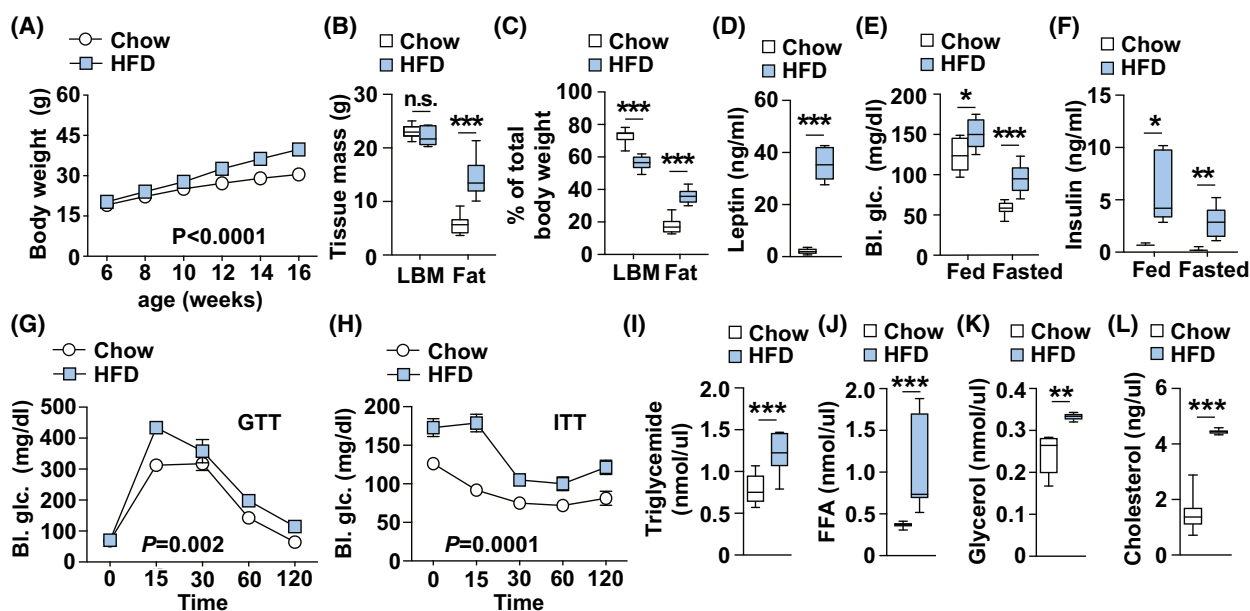 (A)
Chow
HFD
Body weight (g)
60
45
30
15
0
P<0.0001
6 8 10 12 14 16
age (weeks)
(B)
Chow
HFD
Tissue mass (g)
30
20
10
0
n.s.
***
LBM Fat
(C)
Chow
HFD
% of total
body weight
100
80
60
40
20
0
***
***
LBM Fat
(D)
Chow
HFD
Leptin (ng/ml)
60
40
20
0
***
(E)
Chow
HFD
Bl. glc. (mg/dl)
200
150
100
50
0
*
***
Fed Fasted
(F)
Chow
HFD
Insulin (ng/ml)
15
10
5
0
*
**
Fed Fasted
(G)
Chow
HFD
Bl. glc. (mg/dl)
500
400
300
200
100
0
GTT
P=0.002
0 15 30 60 120
Time
(H)
Chow
HFD
Bl. glc. (mg/dl)
200
150
100
50
0
ITT
P=0.0001
0 15 30 60 120
Time
(I)
Chow
HFD
Triglycemide
(nmol/ul)
2.0
1.5
1.0
0.5
0
***
(J)
Chow
HFD
FFA (nmol/ul)
2.0
1.5
1.0
0.5
0.0
***
(K)
Chow
HFD
Glycerol (nmol/ul)
0.4
0.3
0.2
0.1
0
**
(L)
Chow
HFD
Cholesterol (ng/ul)
6
4
2
0
***